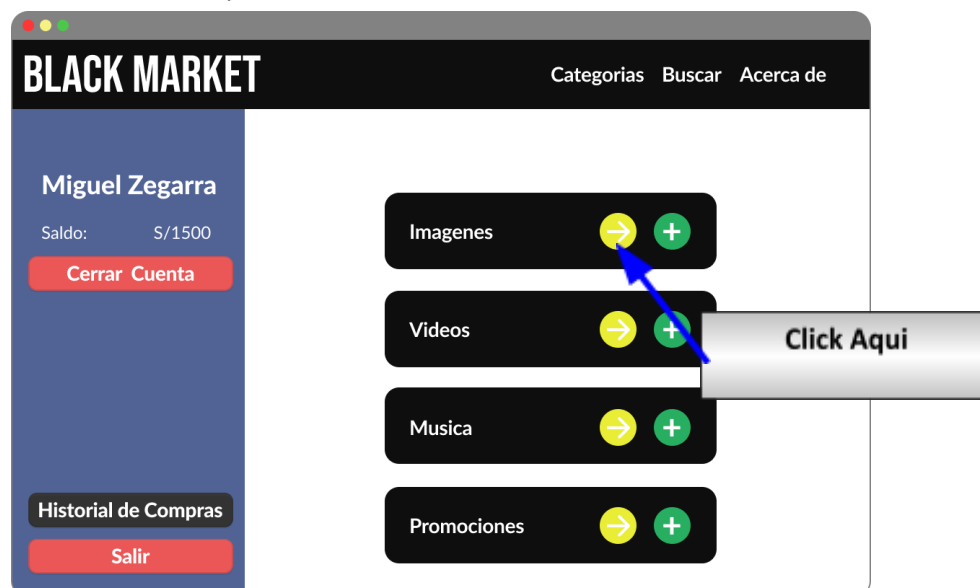 BLACK MARKET
Categorias Buscar Acerca de
Miguel Zegarra
Saldo: S/1500
Cerrar Cuenta
Imagenes
Videos
Click Aqui
Musica
Promociones
Historial de Compras
Salir